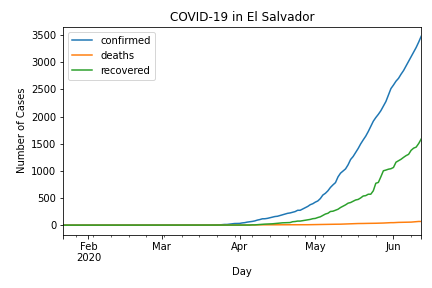 COVID-19 in El Salvador
confirmed
deaths
recovered
Number of Cases
3500
3000
2500
2000
1500
1000
500
0
Feb Mar Apr May Jun
2020
Day